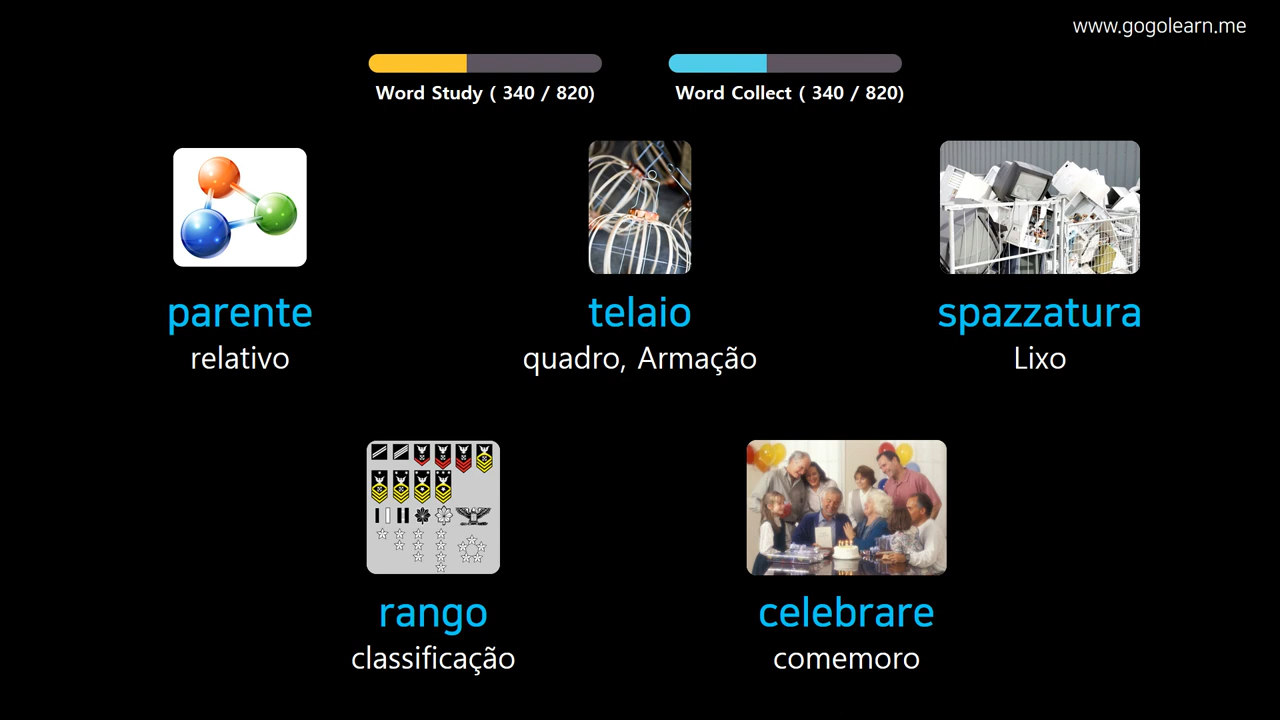 www.gogolearn.me
Word Study ( 340 / 820)
Word Collect ( 340 / 820)
parente
relativo
telaio
quadro, Armação
spazzatura
Lixo
rango
classificação
celebrare
comemoro